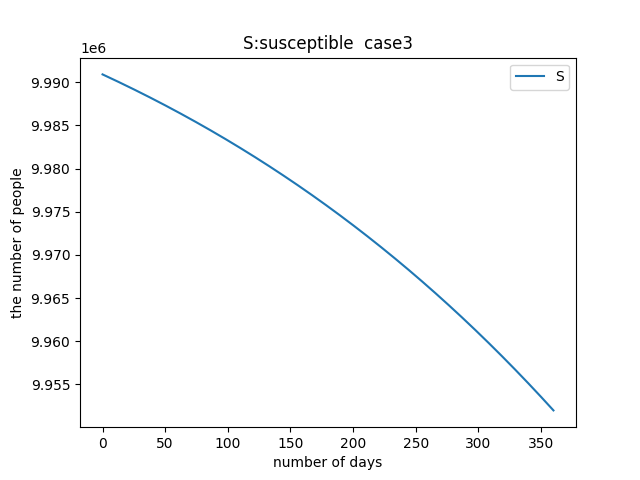 S:susceptible  case3
1e6
S
9.990
9.985
9.980
9.975
9.970
9.965
9.960
9.955
the number of people
0 50 100 150 200 250 300 350
number of days